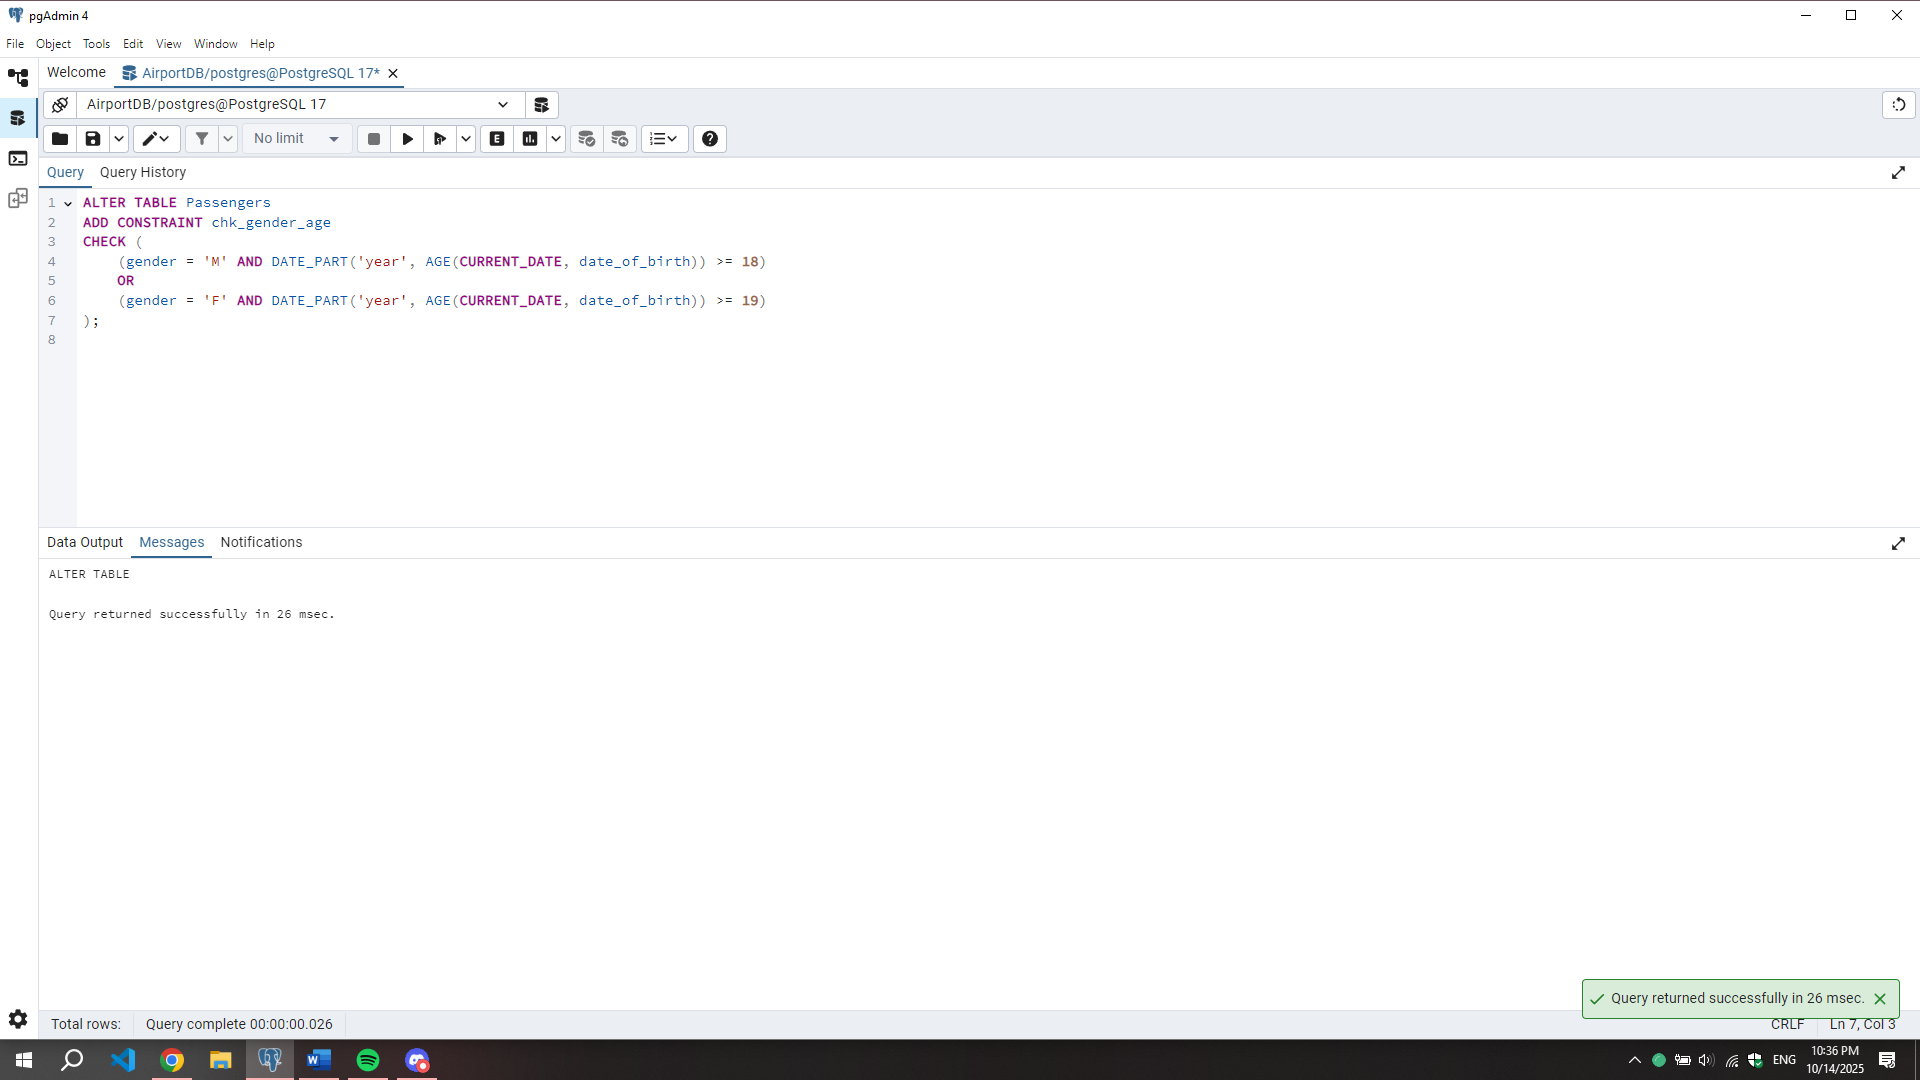 pgAdmin 4
File Object Tools Edit View Window Help
Welcome AirportDB/postgres@PostgreSQL 17*
AirportDB/postgres@PostgreSQL 17
No limit E
Query Query History
1 ALTER TABLE Passengers
2 ADD CONSTRAINT chk_gender_age
3 CHECK (
4 (gender = 'M' AND DATE_PART('year', AGE(CURRENT_DATE, date_of_birth)) >= 18)
5 OR
6 (gender = 'F' AND DATE_PART('year', AGE(CURRENT_DATE, date_of_birth)) >= 19)
7 );
8
Data Output Messages Notifications
ALTER TABLE
Query returned successfully in 26 msec.
Query returned successfully in 26 msec.
Total rows: Query complete 00:00:00.026 CRLF Ln 7, Col 3
ENG 10:36 PM
10/14/2025